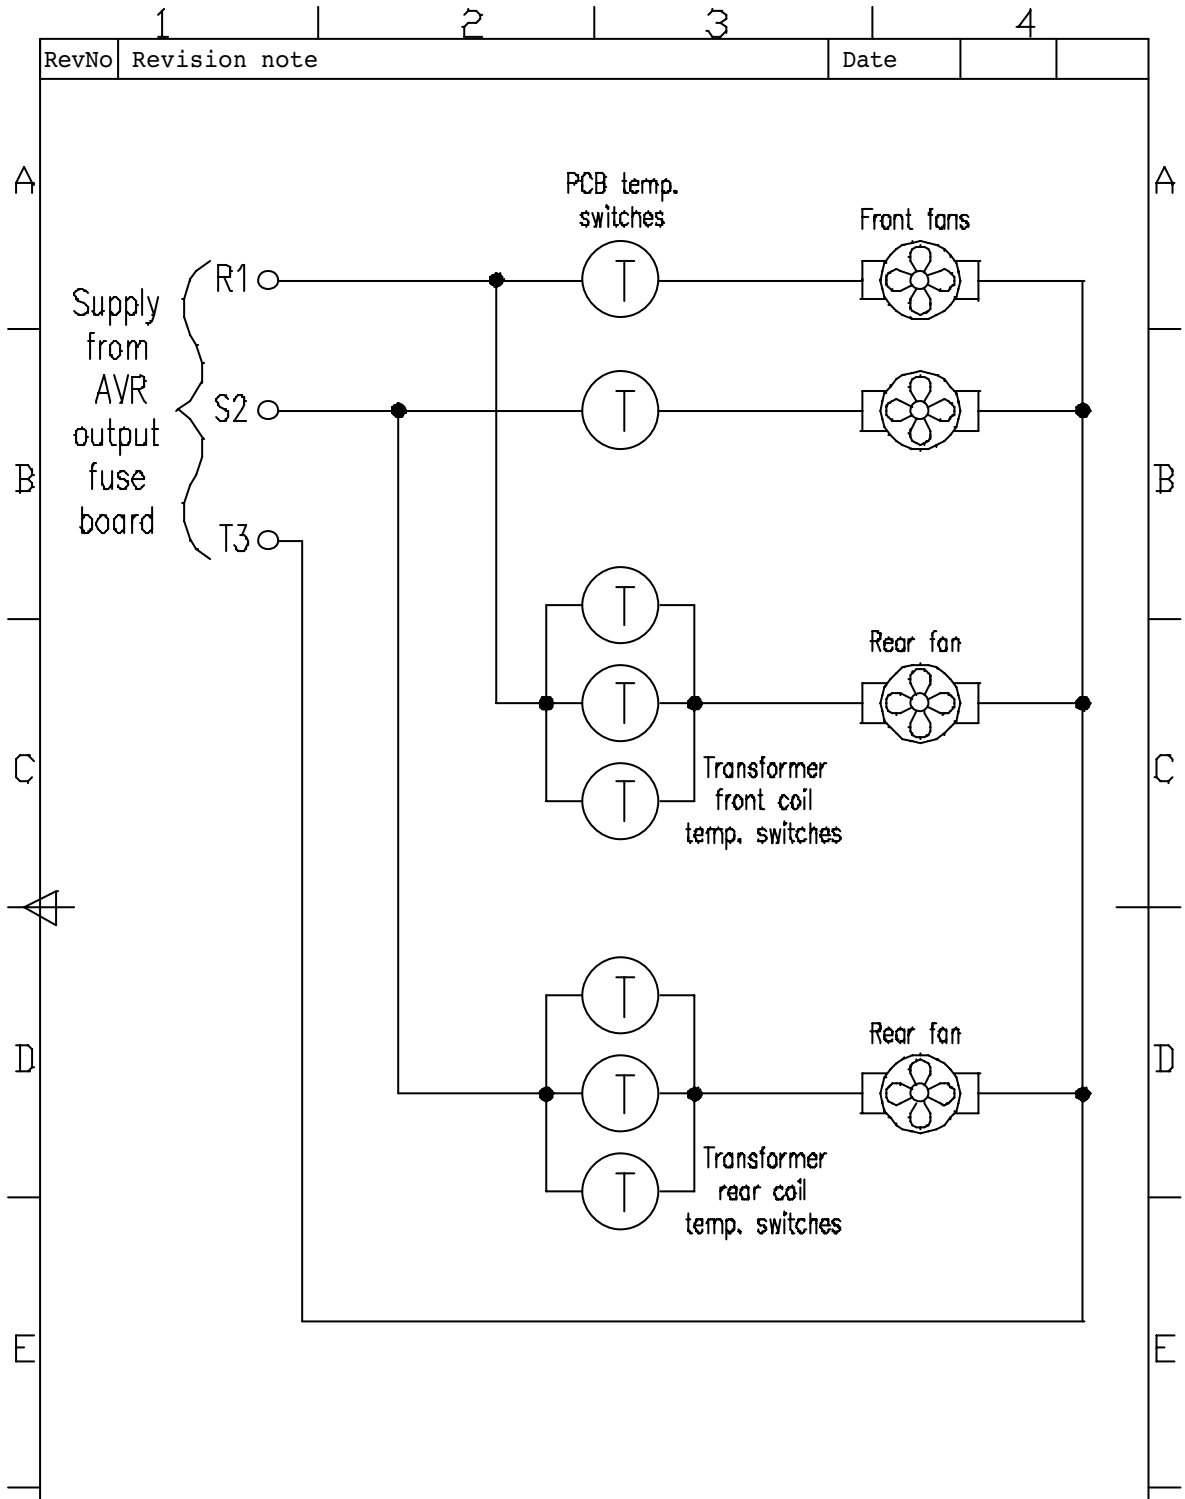 1 2 3 4
RevNo Revision note Date
A A
PCB temp.
switches
Front fans
R1
T
Supply
from
AVR
output
fuse
board
S2
T
B B
T3
T
Rear fan
T
C C
Transformer
front coil
temp. switches
T
T
Rear fan
D D
T
Transformer
rear coil
temp. switches
T
E E